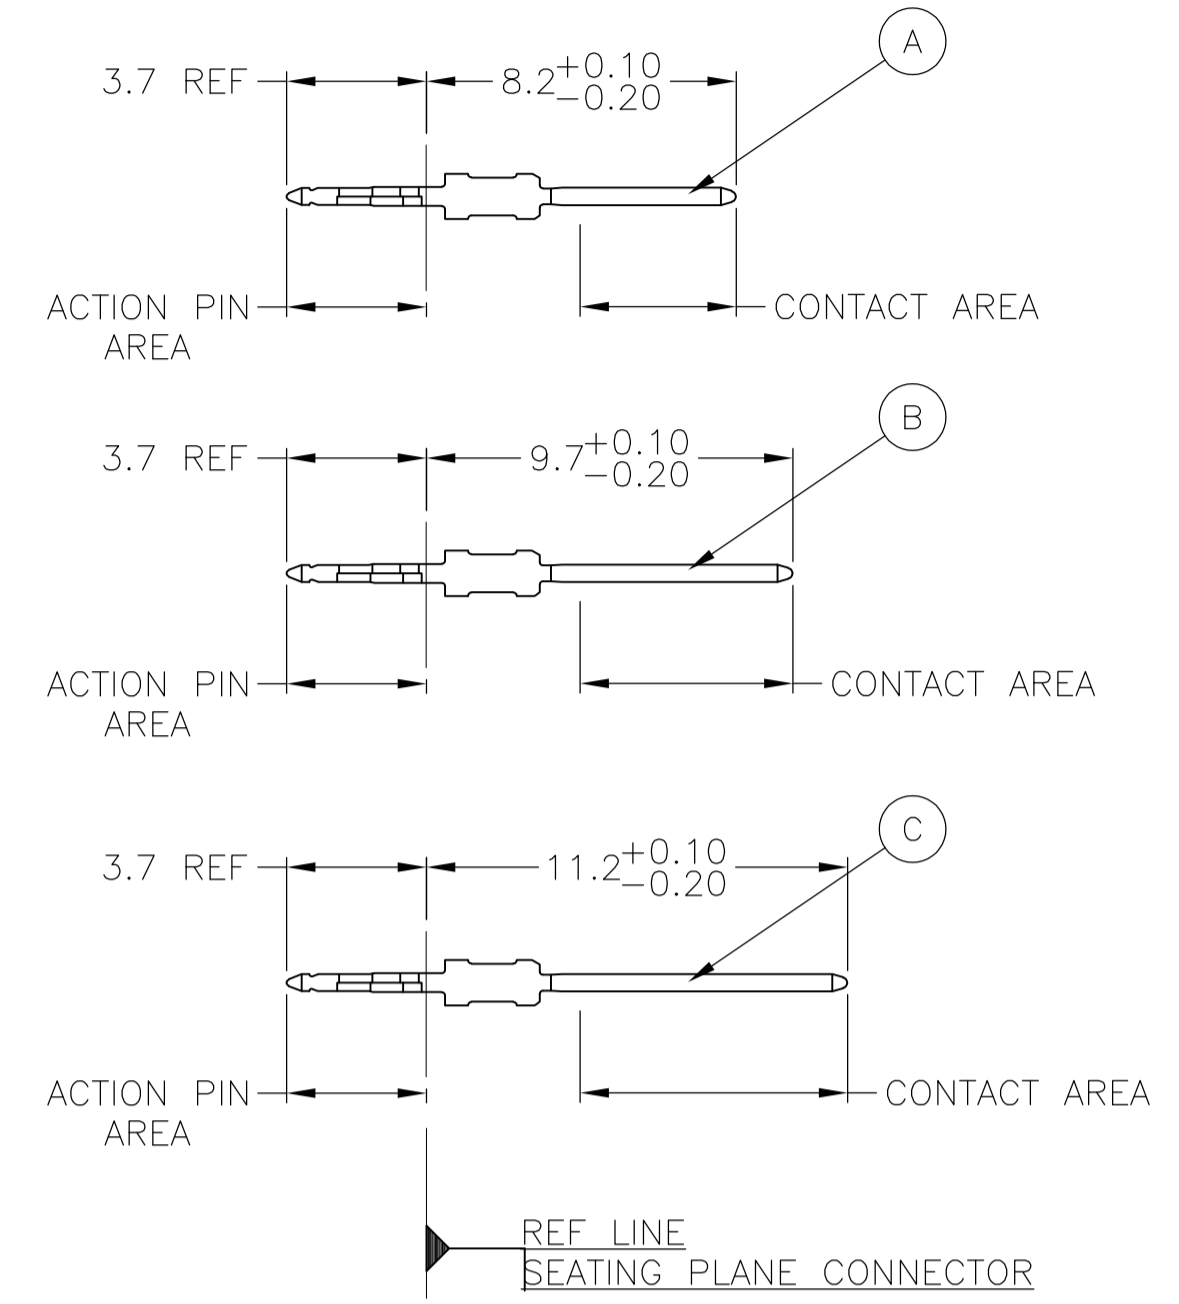 A
3.7 REF
8.2 +0.10
-0.20
ACTION PIN
AREA
CONTACT AREA
B
3.7 REF
9.7 +0.10
-0.20
ACTION PIN
AREA
CONTACT AREA
C
3.7 REF
11.2 +0.10
-0.20
ACTION PIN
AREA
CONTACT AREA
REF LINE
SEATING PLANE CONNECTOR